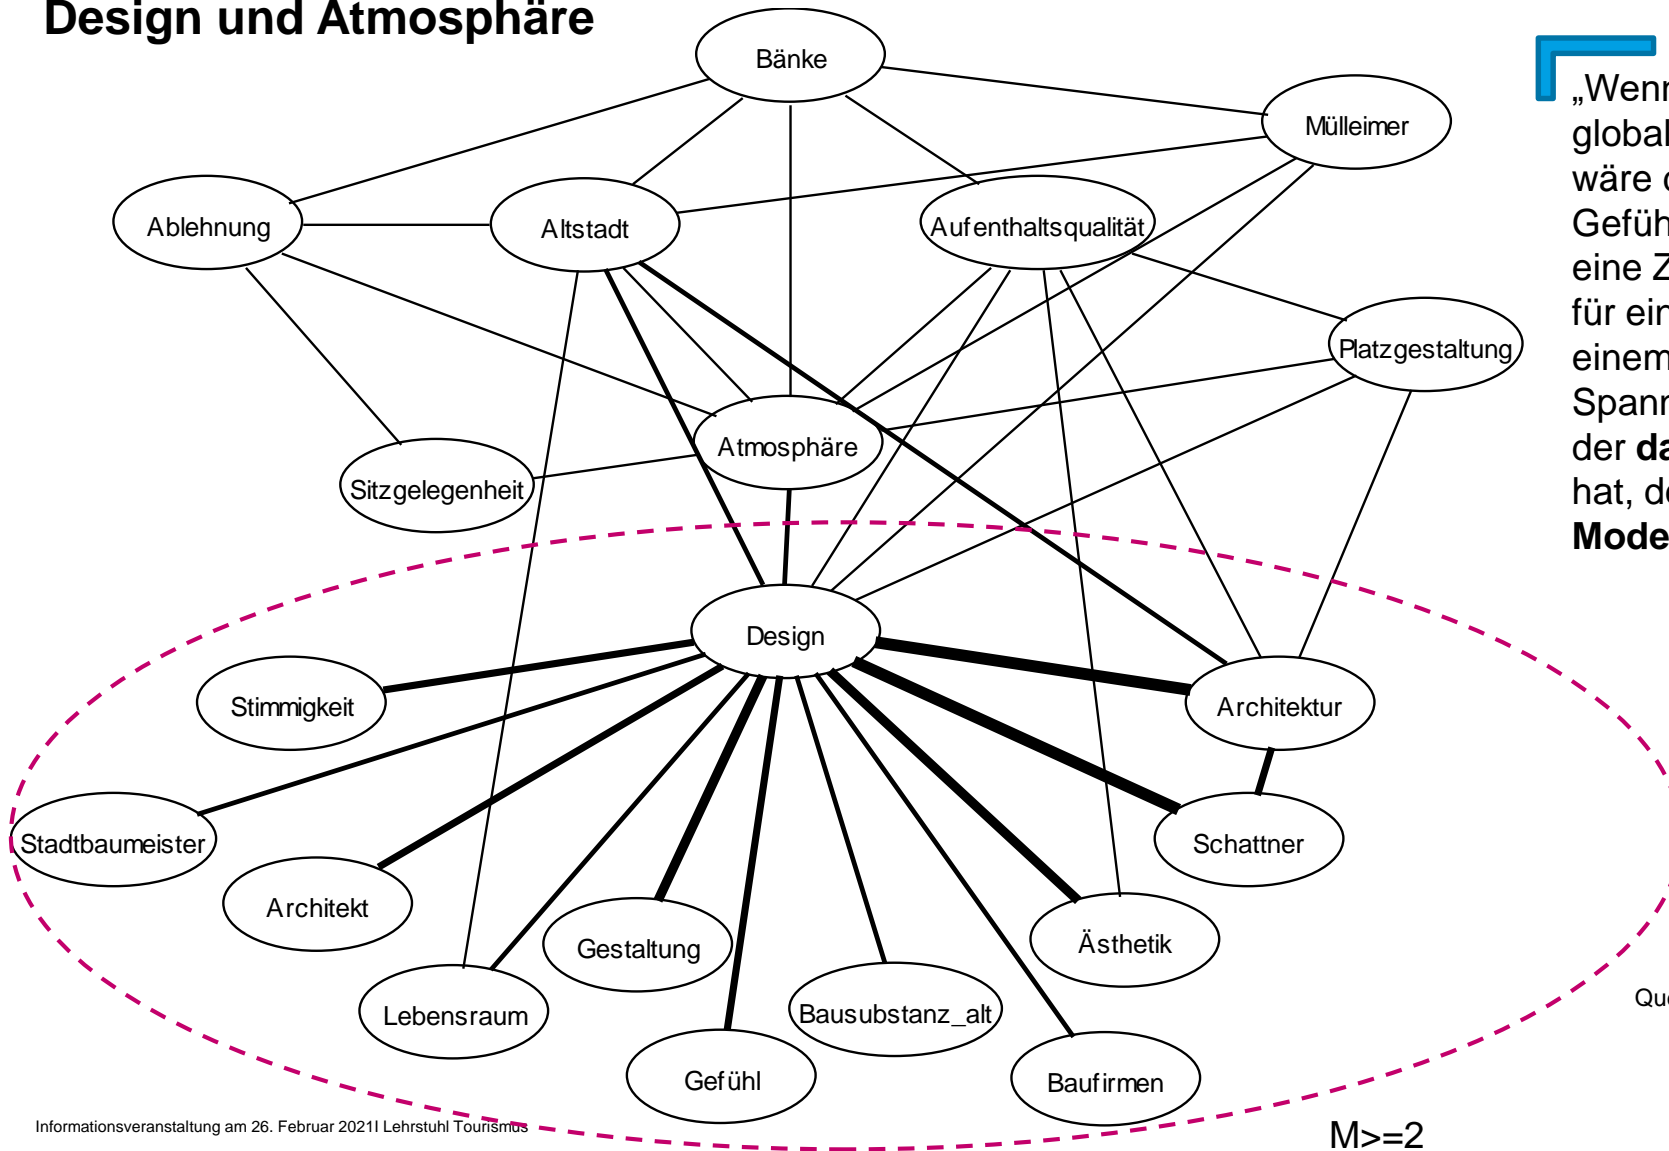 Design und Atmosphäre
Bänke
Mülleimer
Ablehnung
Altstadt
Aufenthaltsqualität
Platzgestaltung
Atmosphäre
Sitzgelegenheit
Design
Stimmigkeit
Architektur
Stadtbaumeister
Schattner
Architekt
Gestaltung
Ästhetik
Lebensraum
Bausubstanz_alt
Gefühl
Baufirmen
„Wenn
global
wäre
Gefüh
eine Z
für ein
einem
Spann
der da
hat, de
Mode
Que
Informationsveranstaltung am 26. Februar 2021I Lehrstuhl Tourismus
M>=2